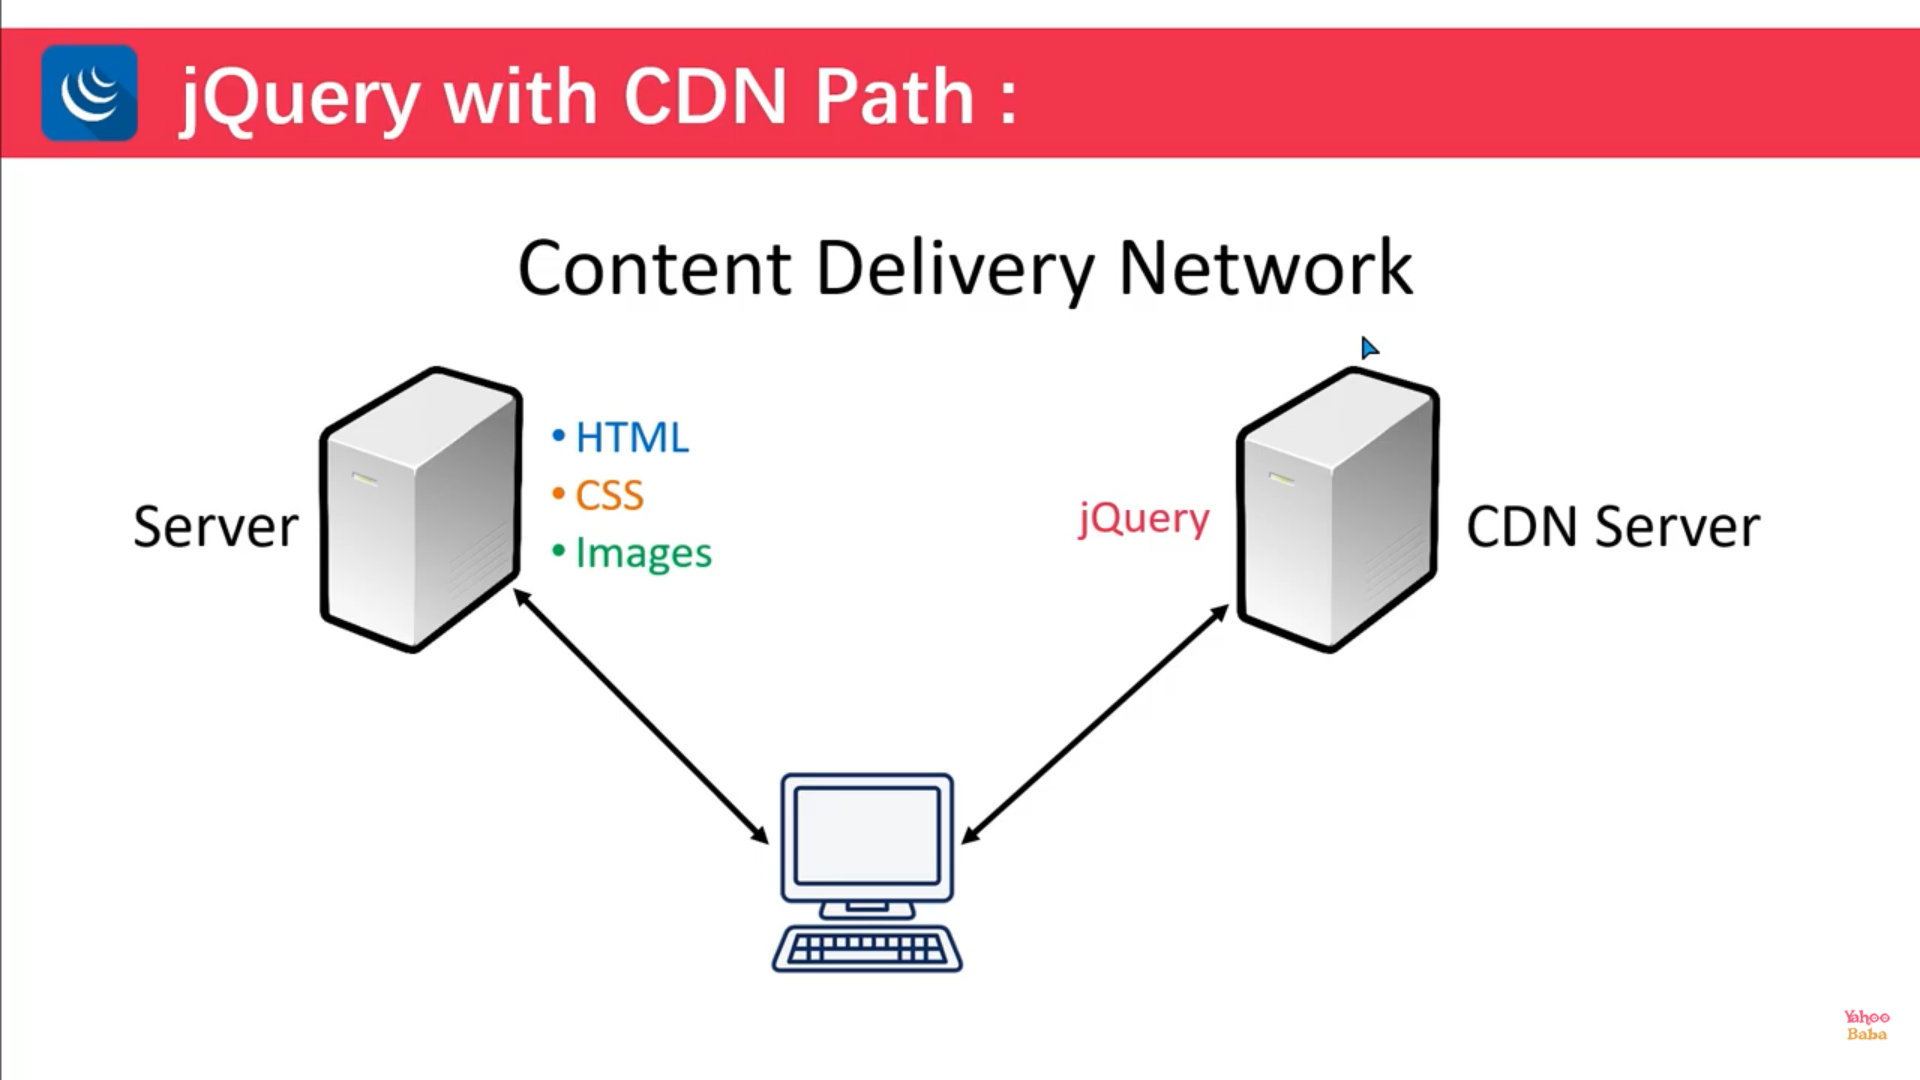 jQuery with CDN Path :
Content Delivery Network
Server
• HTML
• CSS
• Images
jQuery
CDN Server
Yahoo
Baba